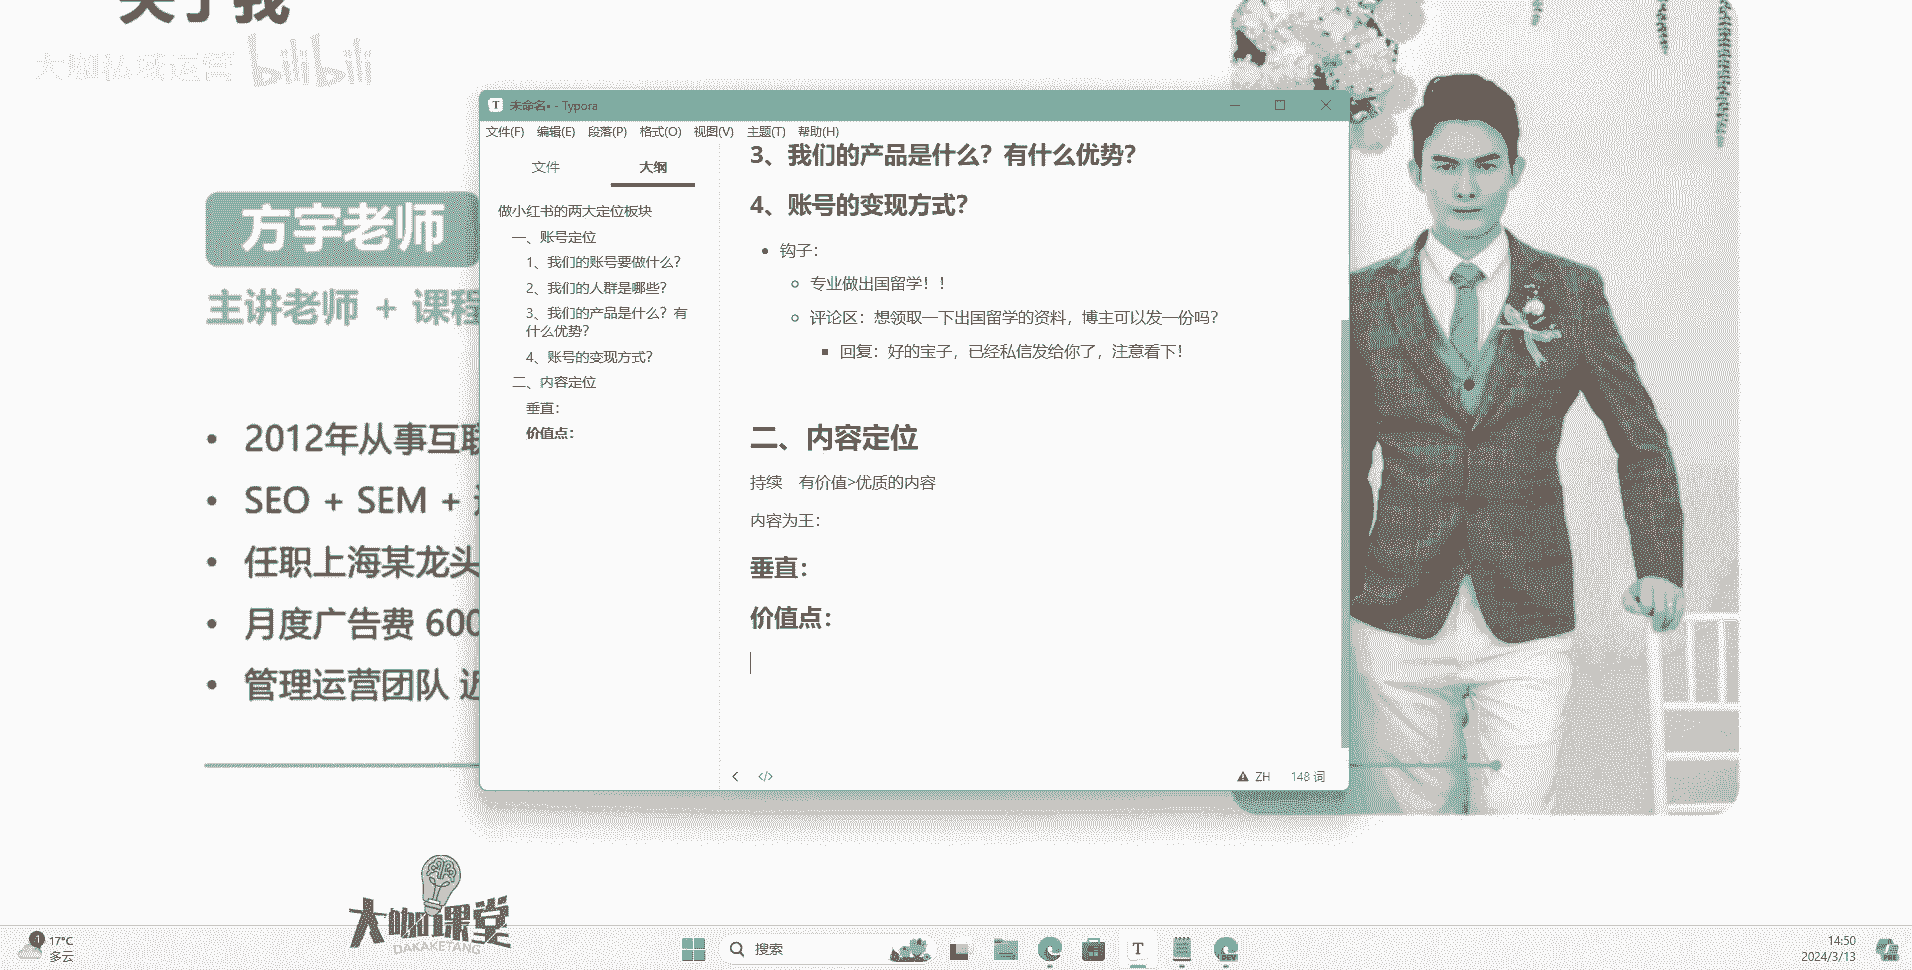 关于我
大咖私域运营 bilibili
方宇老师
主讲老师 + 课程
2012年从事互联
SEO + SEM +
任职上海某龙头
月度广告费 600
管理运营团队 近
未命名• - Typora
文件(F) 编辑(E) 段落(P) 格式(O) 视图(V) 主题(T) 帮助(H)
文件 大纲
做小红书的两大定位板块
一、账号定位
1、我们的账号要做什么？
2、我们的人群是哪些？
3、我们的产品是什么？有
什么优势？
4、账号的变现方式？
二、内容定位
垂直：
价值点：
3、我们的产品是什么？有什么优势？
4、账号的变现方式？
钩子：
专业做出国留学！！
评论区：想领取一下出国留学的资料，博主可以发一份吗？
回复：好的宝子，已经私信发给你了，注意看下！
二、内容定位
持续 有价值>优质的内容
内容为王：
垂直：
价值点：
</> ZH 148 词
大咖课堂
DAKAKETANG
1 17°C
多云
搜索
T
DEV
14:50
2024/3/13
PRE